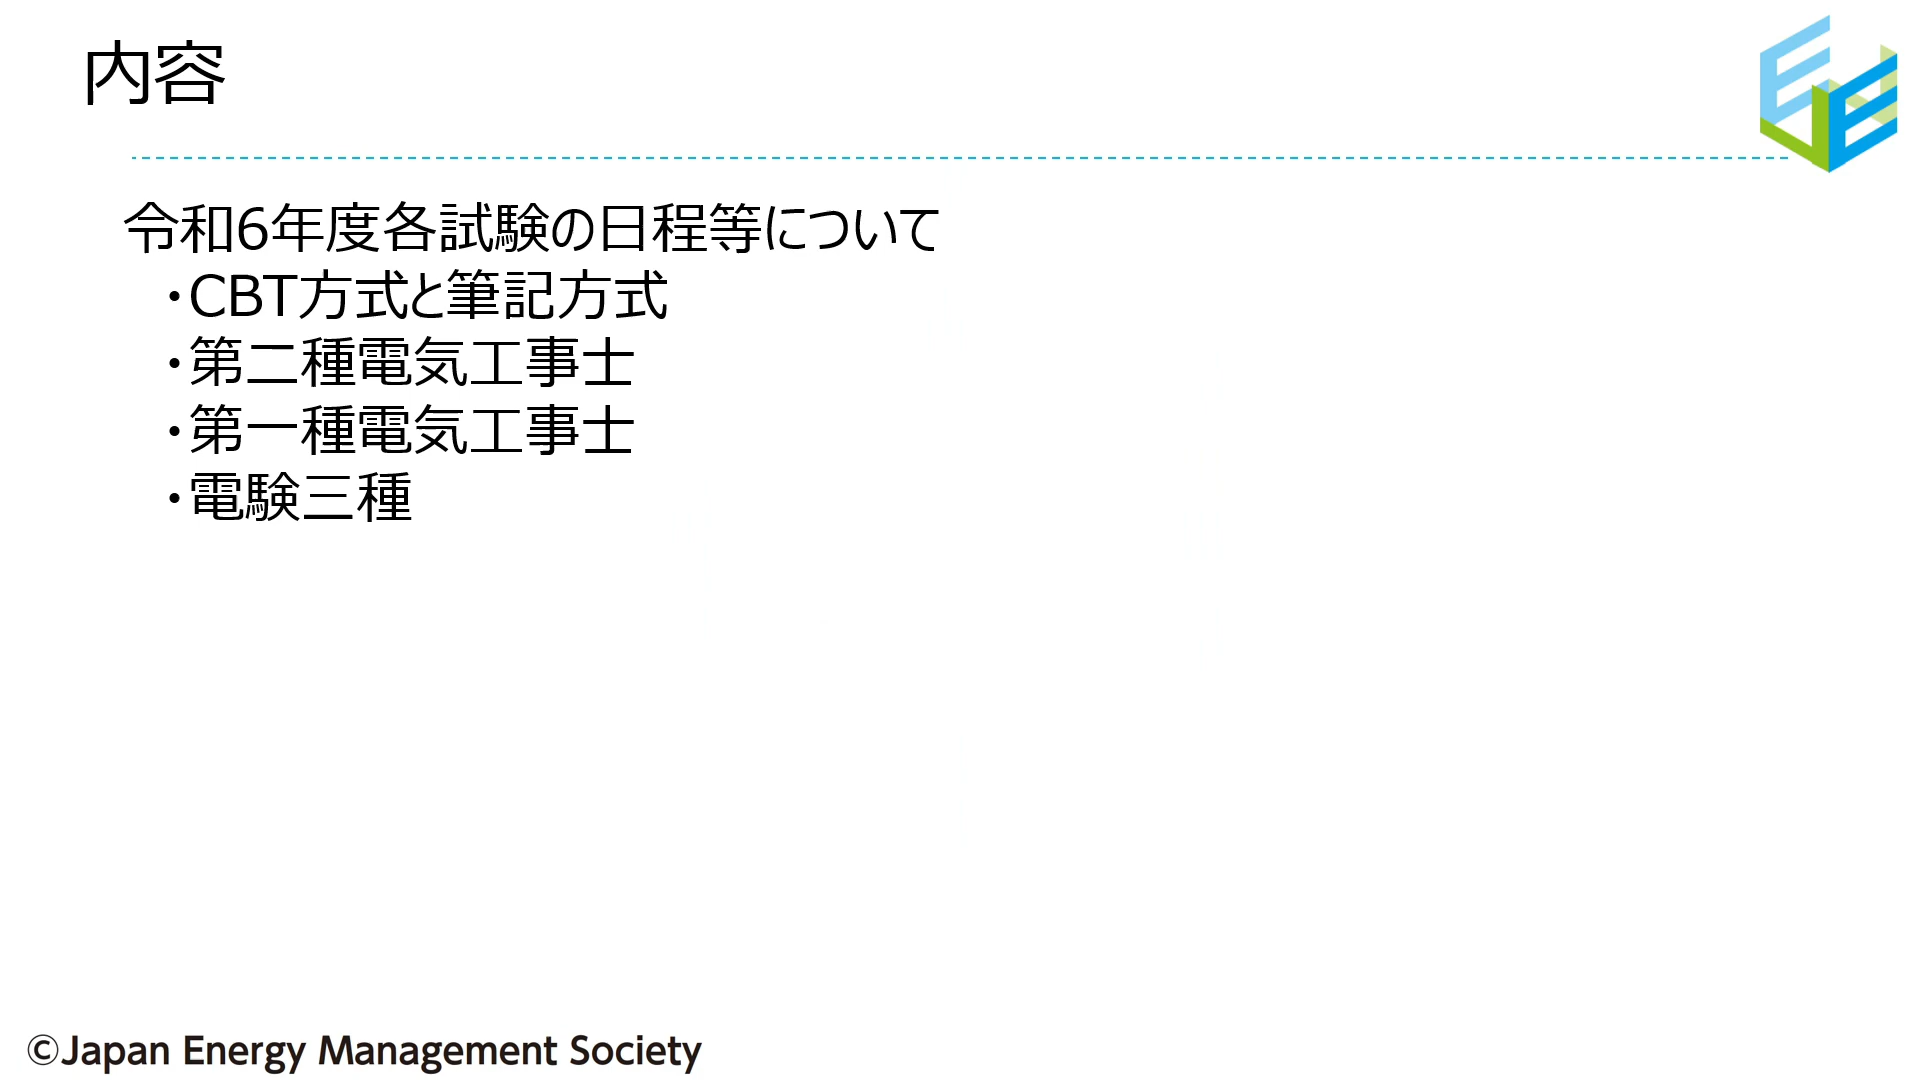 内容
令和6年度各試験の日程等について
・CBT方式と筆記方式
・第二種電気工事士
・第一種電気工事士
・電験三種
©Japan Energy Management Society